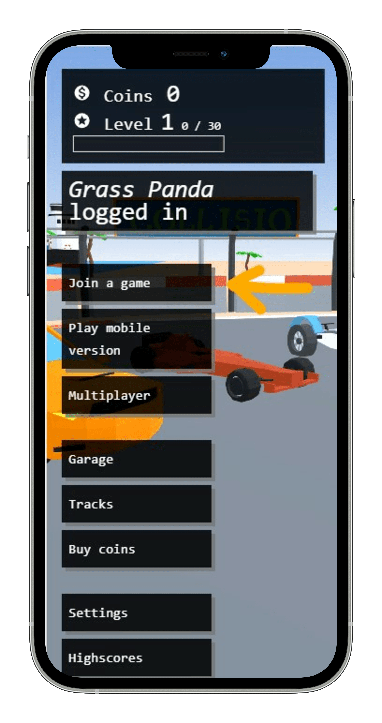 Coins 0
Level 1 0 / 30
Grass Panda
logged in
Join a game
Play mobile
version
Multiplayer
Garage
Tracks
Buy coins
Settings
Highscores